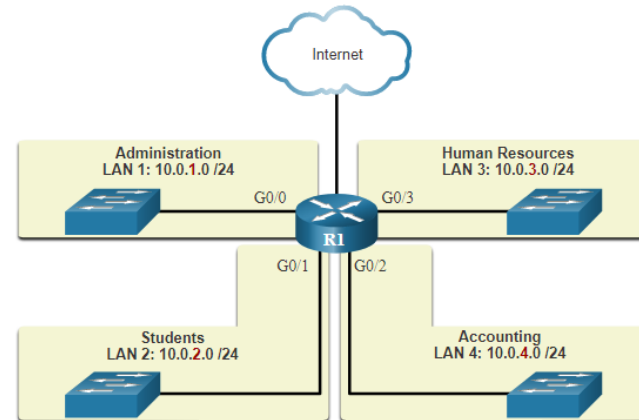 Internet
Administration
LAN 1: 10.0.1.0 /24
Human Resources
LAN 3: 10.0.3.0 /24
G0/0
G0/3
R1
G0/1
G0/2
Students
LAN 2: 10.0.2.0 /24
Accounting
LAN 4: 10.0.4.0 /24